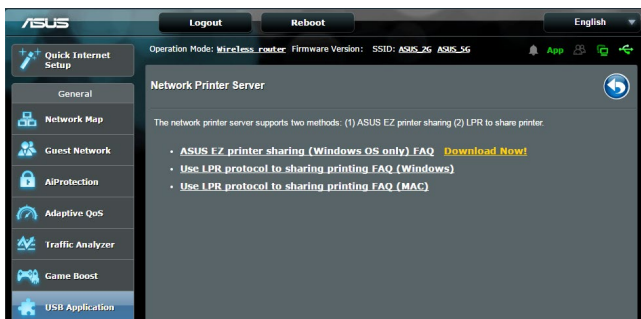 ASUS
Logout
Reboot
English
Quick Internet
Setup
Operation Mode: Wireless router Firmware Version: SSID: ASUS_2G ASUS_5G
App
General
Network Printer Server
Network Map
The network printer server supports two methods: (1) ASUS EZ printer sharing (2) LPR to share printer.
Guest Network
• ASUS EZ printer sharing (Windows OS only) FAQ Download Now!
• Use LPR protocol to sharing printing FAQ (Windows)
• Use LPR protocol to sharing printing FAQ (MAC)
AiProtection
Adaptive QoS
Traffic Analyzer
Game Boost
USB Application